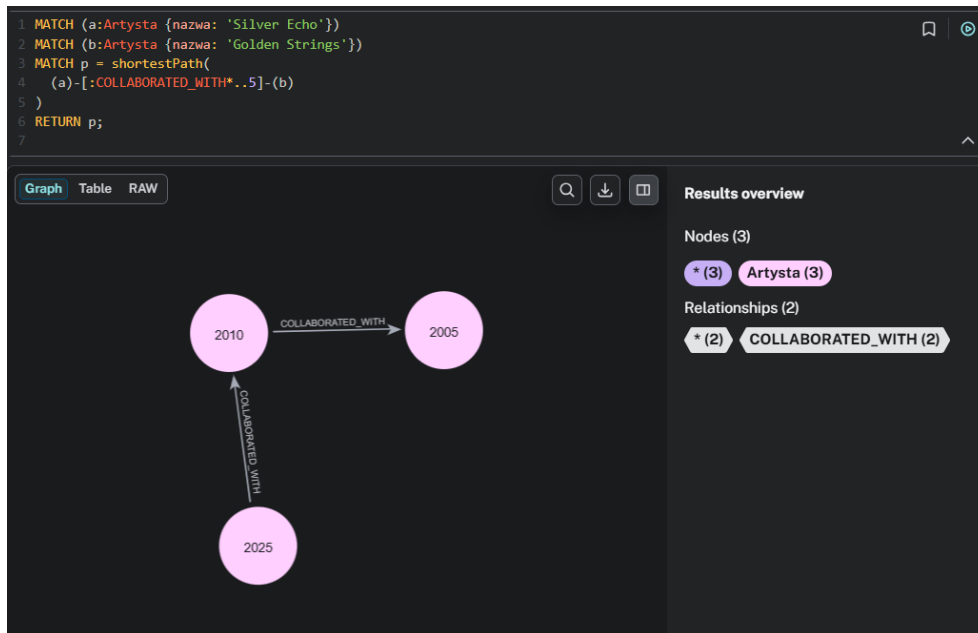 1 MATCH (a:Artysta {nazwa: 'Silver Echo'})
2 MATCH (b:Artysta {nazwa: 'Golden Strings'})
3 MATCH p = shortestPath(
4   (a)-[:COLLABORATED_WITH*..5]-(b)
5 )
6 RETURN p;
7
Graph Table RAW
Results overview
Nodes (3)
* (3) Artysta (3)
Relationships (2)
* (2) COLLABORATED_WITH (2)
2010 COLLABORATED_WITH 2005
COLLABORATED_WITH
2025